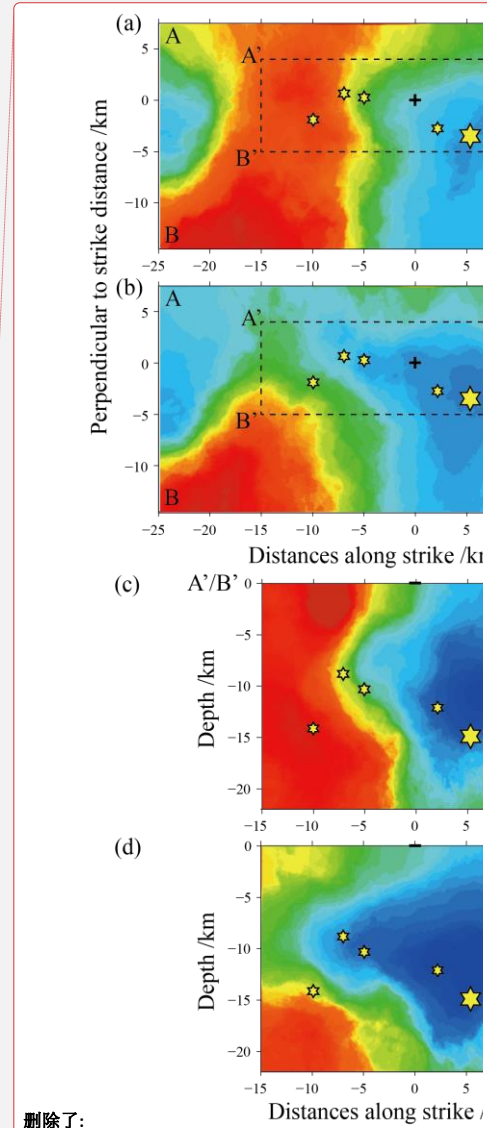 (a)
A
A’
B’
B
5
0
−5
−10
−25 −20 −15 −10 −5 0 5
Perpendicular to strike distance /km
(b)
A
A’
B’
B
5
0
−5
−10
−25 −20 −15 −10 −5 0 5
Distances along strike /k
(c)
A’/B’
0
−5
−10
−15
−20
Depth /km
−15 −10 −5 0 5
(d)
0
−5
−10
−15
−20
Depth /km
−15 −10 −5 0 5
Distances along strike /
删除了: